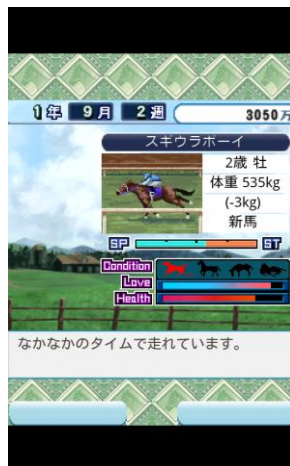 1年 9月 2週 3050万
スギウラボーイ
2歳 牡
体重 535kg
(-3kg)
新馬
SP ST
Condition
Love
Health
なかなかのタイムで走れています。